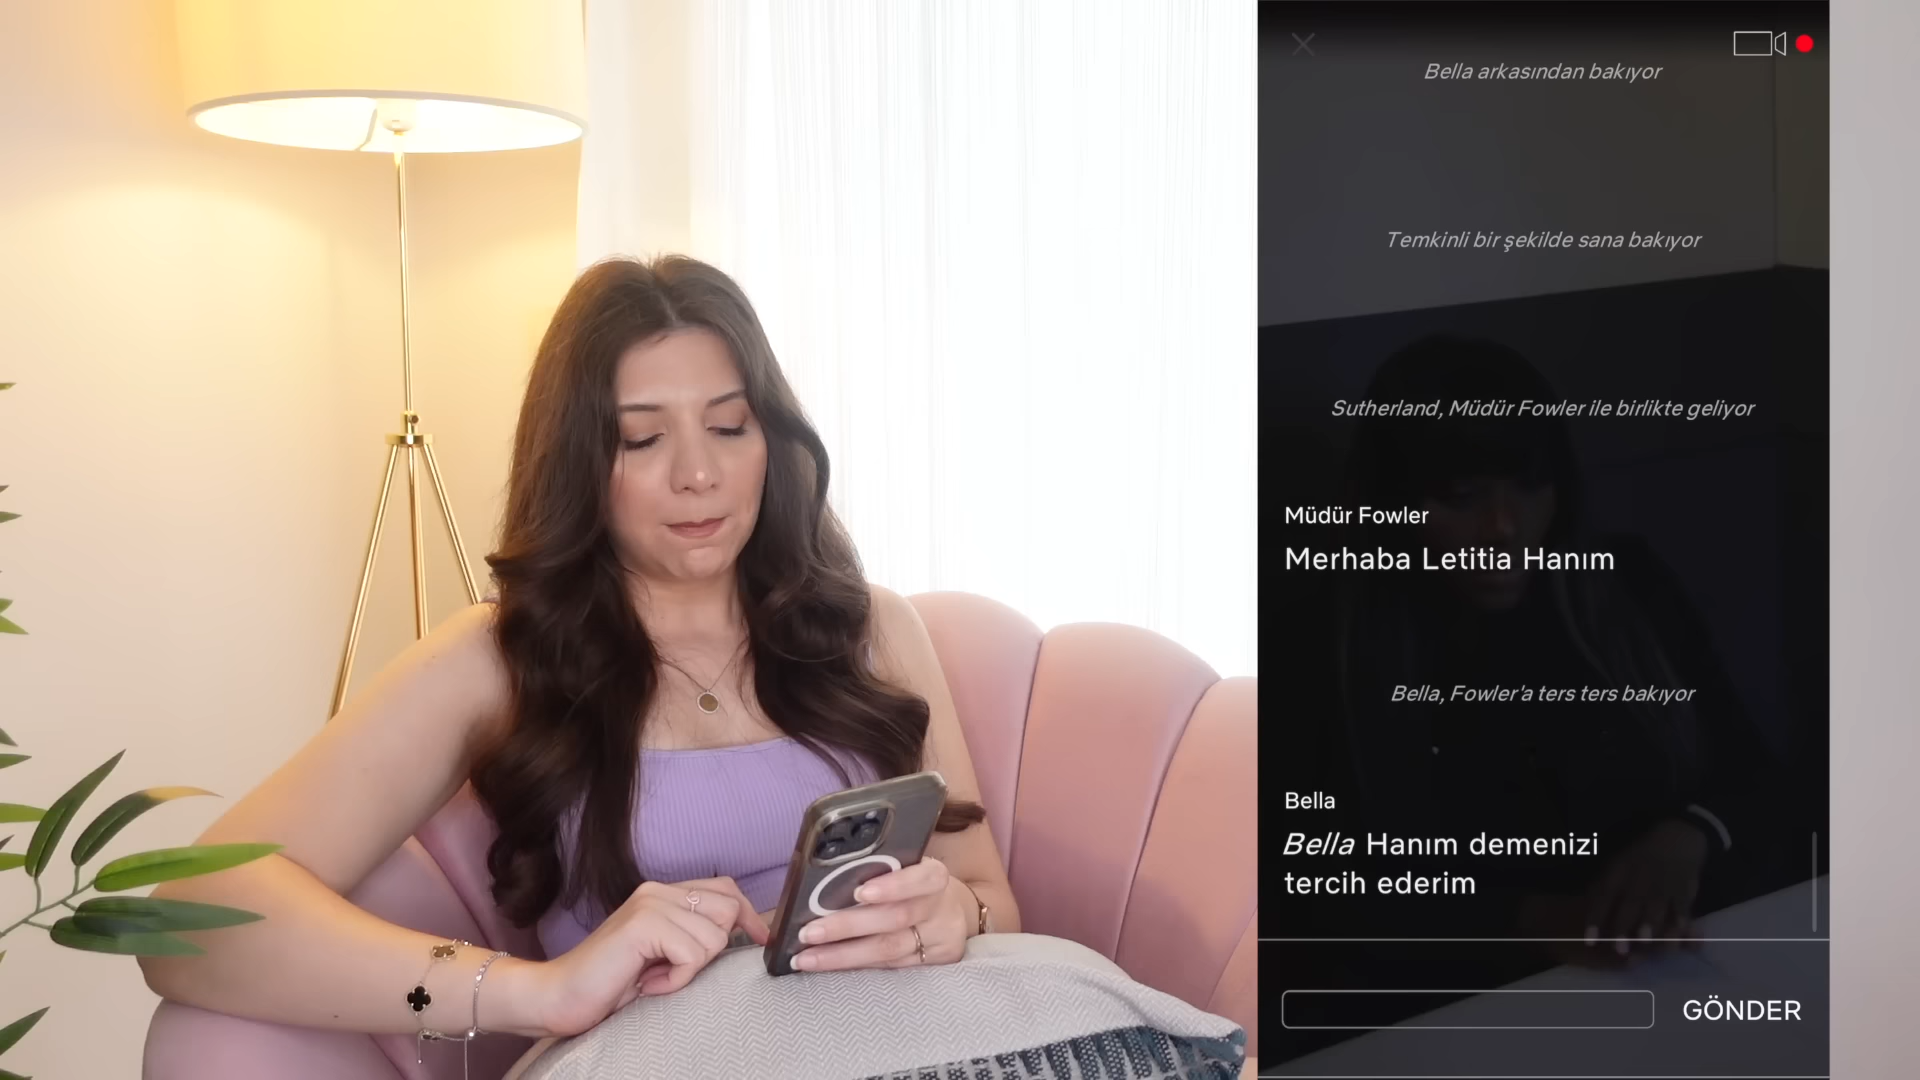 Bella arkasından bakıyor
Temkinli bir şekilde sana bakıyor
Sutherland, Müdür Fowler ile birlikte geliyor
Müdür Fowler
Merhaba Letitia Hanım
Bella, Fowler'a ters ters bakıyor
Bella
Bella Hanım demenizi
tercih ederim
GÖNDER